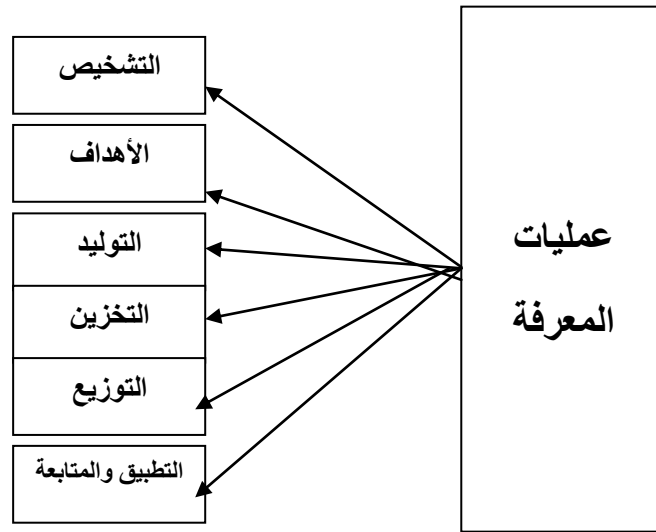 عمليات
المعرفة
التشخيص
الأهداف
التوليد
التخزين
التوزيع
التطبيق والمتابعة